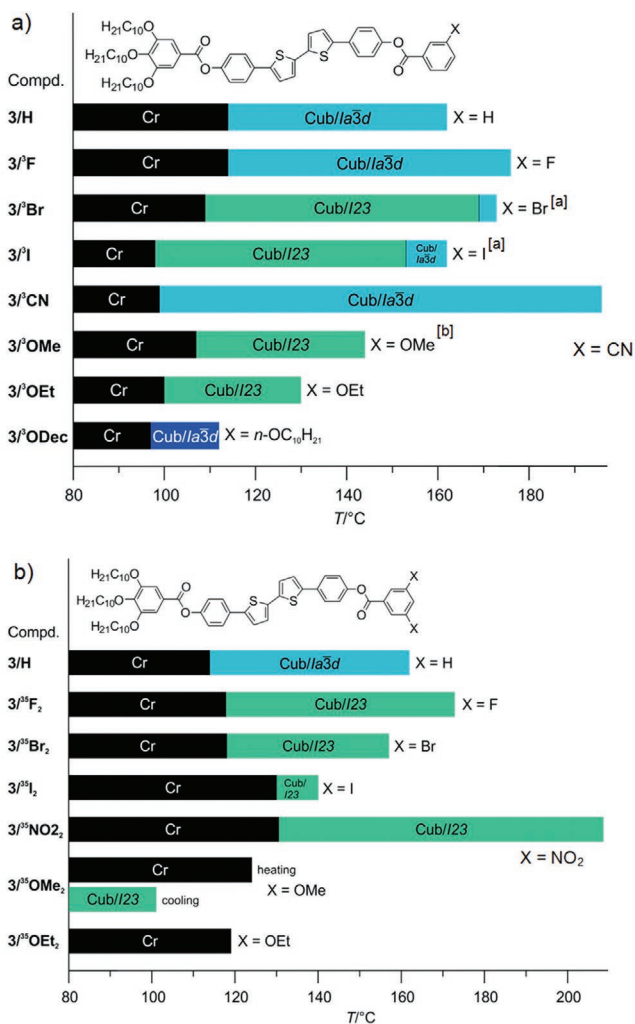 a)
X
H₂₁C₁₀O
H₂₁C₁₀O
H₂₁C₁₀O
O
O
S
S
O
O
Compd.
3/H Cr Cub/Ia3̅d X = H
3/³F Cr Cub/Ia3̅d X = F
3/³Br Cr Cub/I23 X = Br[a]
3/³I Cr Cub/I23 Cub/Ia3̅d X = I[a]
3/³CN Cr Cub/Ia3̅d
3/³OMe Cr Cub/I23 X = OMe[b] X = CN
3/³OEt Cr Cub/I23 X = OEt
3/³ODec Cr Cub/Ia3̅d X = n-OC₁₀H₂₁
80 100 120 140 160 180
T/°C
b)
X
H₂₁C₁₀O
H₂₁C₁₀O
H₂₁C₁₀O
O
O
S
S
O
O
X
Compd.
3/H Cr Cub/Ia3̅d X = H
3/³⁵F₂ Cr Cub/I23 X = F
3/³⁵Br₂ Cr Cub/I23 X = Br
3/³⁵I₂ Cr Cub/I23 X = I
3/³⁵NO2₂ Cr Cub/I23
X = NO₂
3/³⁵OMe₂ Cr heating X = OMe
Cub/I23 cooling
3/³⁵OEt₂ Cr X = OEt
80 100 120 140 160 180 200
T/°C